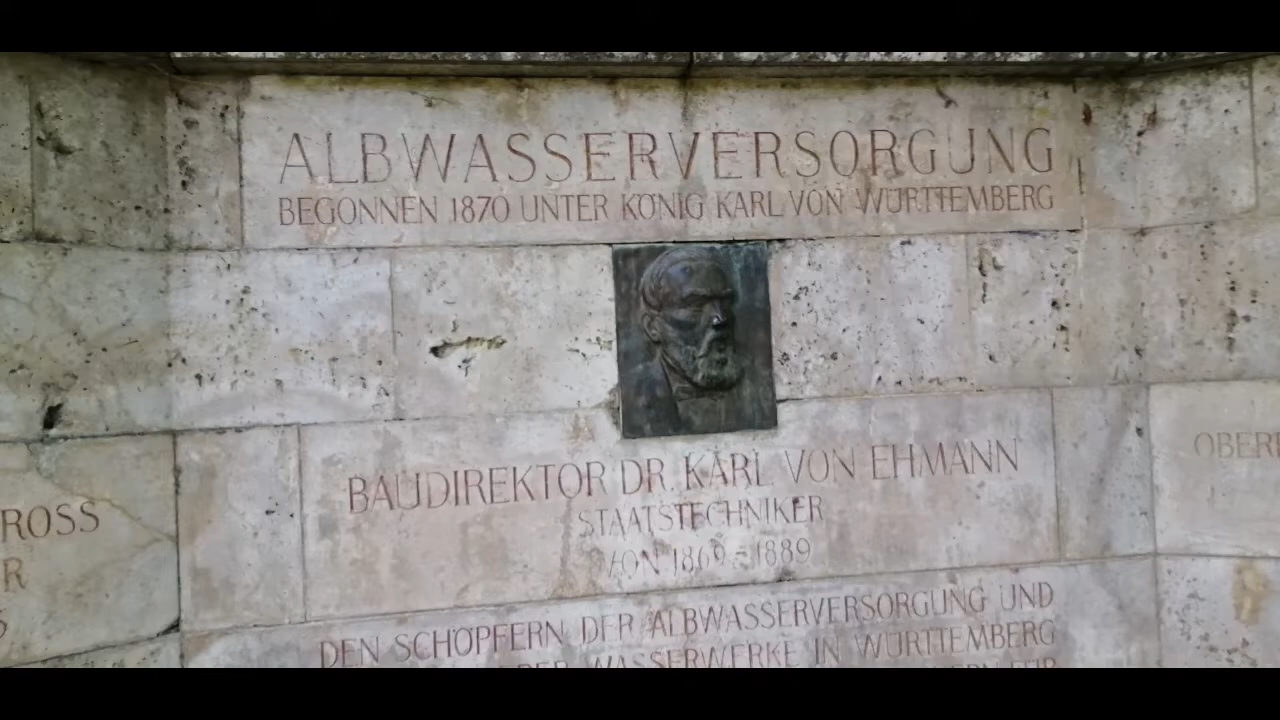 ALBWASSERVERSORGUNG
BEGONNEN 1870 UNTER KÖNIG KARL VON WÜRTTEMBERG
BAUDIREKTOR DR. KARL VON EHMANN
STAATSTECHNIKER
VON 1869 - 1889
ROSS
R
OBER
DEN SCHÖPFERN DER ALBWASSERVERSORGUNG UND
WASSERWERKE IN WÜRTTEMBERG